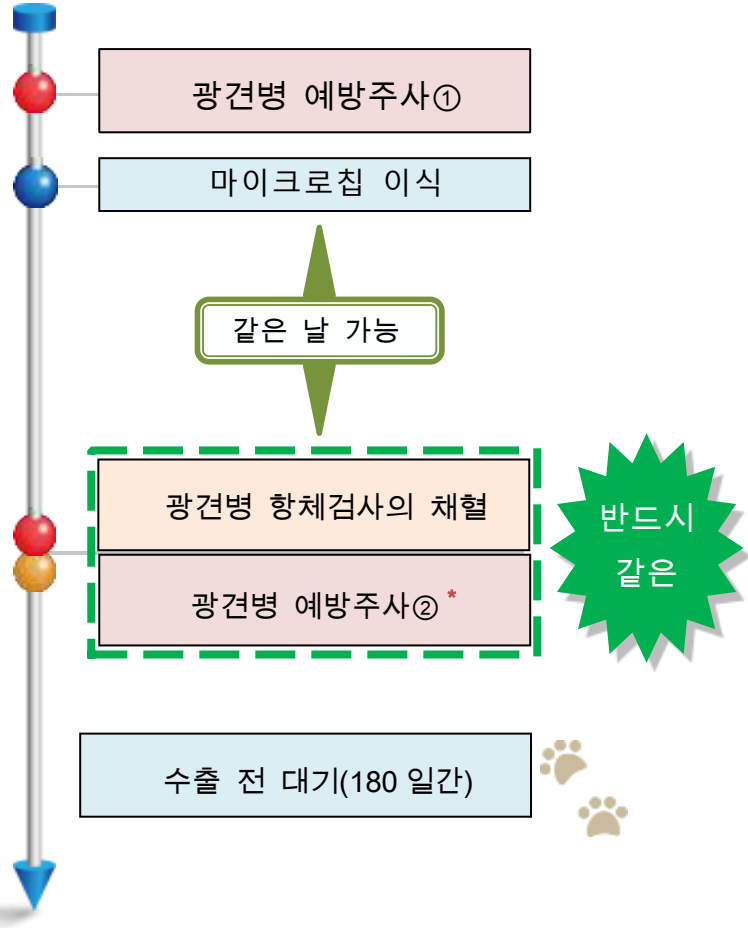 광견병 예방주사①
마이크로칩 이식
같은 날 가능
광견병 항체검사의 채혈
반드시
같은
광견병 예방주사② *
수출 전 대기(180 일간)